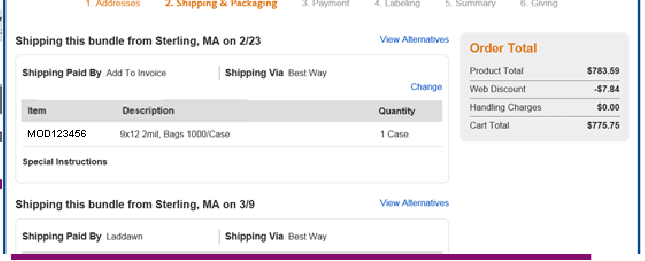 1. Addresses 2. Shipping & Packaging 3. Payment 4. Labeling 5. Summary 6. Giving
Shipping this bundle from Sterling, MA on 2/23 View Alternatives
Shipping Paid By Add To Invoice Shipping Via Best Way
Change
Item Description Quantity
MOD123456 9x12 2mil, Bags 1000/Case 1 Case
Special Instructions
Shipping this bundle from Sterling, MA on 3/9 View Alternatives
Shipping Paid By Laddawn Shipping Via Best Way
Order Total
Product Total $783.59
Web Discount -$7.84
Handling Charges $0.00
Cart Total $775.75